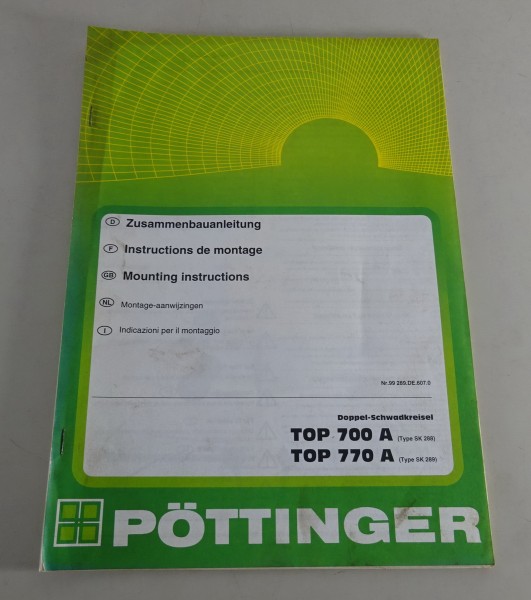 D Zusammenbauanleitung
F Instructions de montage
GB Mounting instructions
NL Montage-aanwijzingen
I Indicazioni per il montaggio
Nr.99 289.DE.607.0
Doppel-Schwadkreisel
TOP 700 A (Type SK 288)
TOP 770 A (Type SK 289)
PÖTTINGER